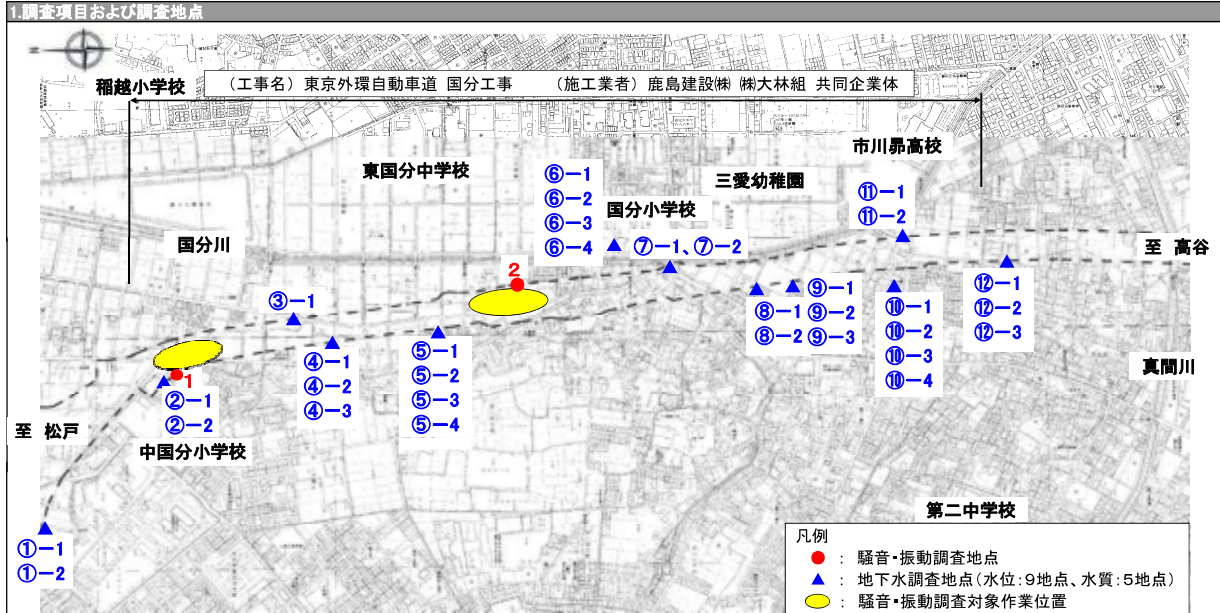 1.調査項目および調査地点
稲越小学校
（工事名）東京外環自動車道 国分工事　　（施工業者）鹿島建設㈱ ㈱大林組 共同企業体
市川昴高校
東国分中学校
三愛幼稚園
国分小学校
国分川
⑥−1
⑥−2
⑥−3
⑥−4
⑦−1、⑦−2
⑪−1
⑪−2
至 高谷
2
③−1
④−1
④−2
④−3
⑤−1
⑤−2
⑤−3
⑤−4
⑧−1
⑧−2
⑨−1
⑨−2
⑨−3
⑩−1
⑩−2
⑩−3
⑩−4
⑫−1
⑫−2
⑫−3
真間川
1
②−1
②−2
至 松戸
中国分小学校
①−1
①−2
第二中学校
凡例
： 騒音・振動調査地点
： 地下水調査地点（水位：9地点、水質：5地点）
： 騒音・振動調査対象作業位置